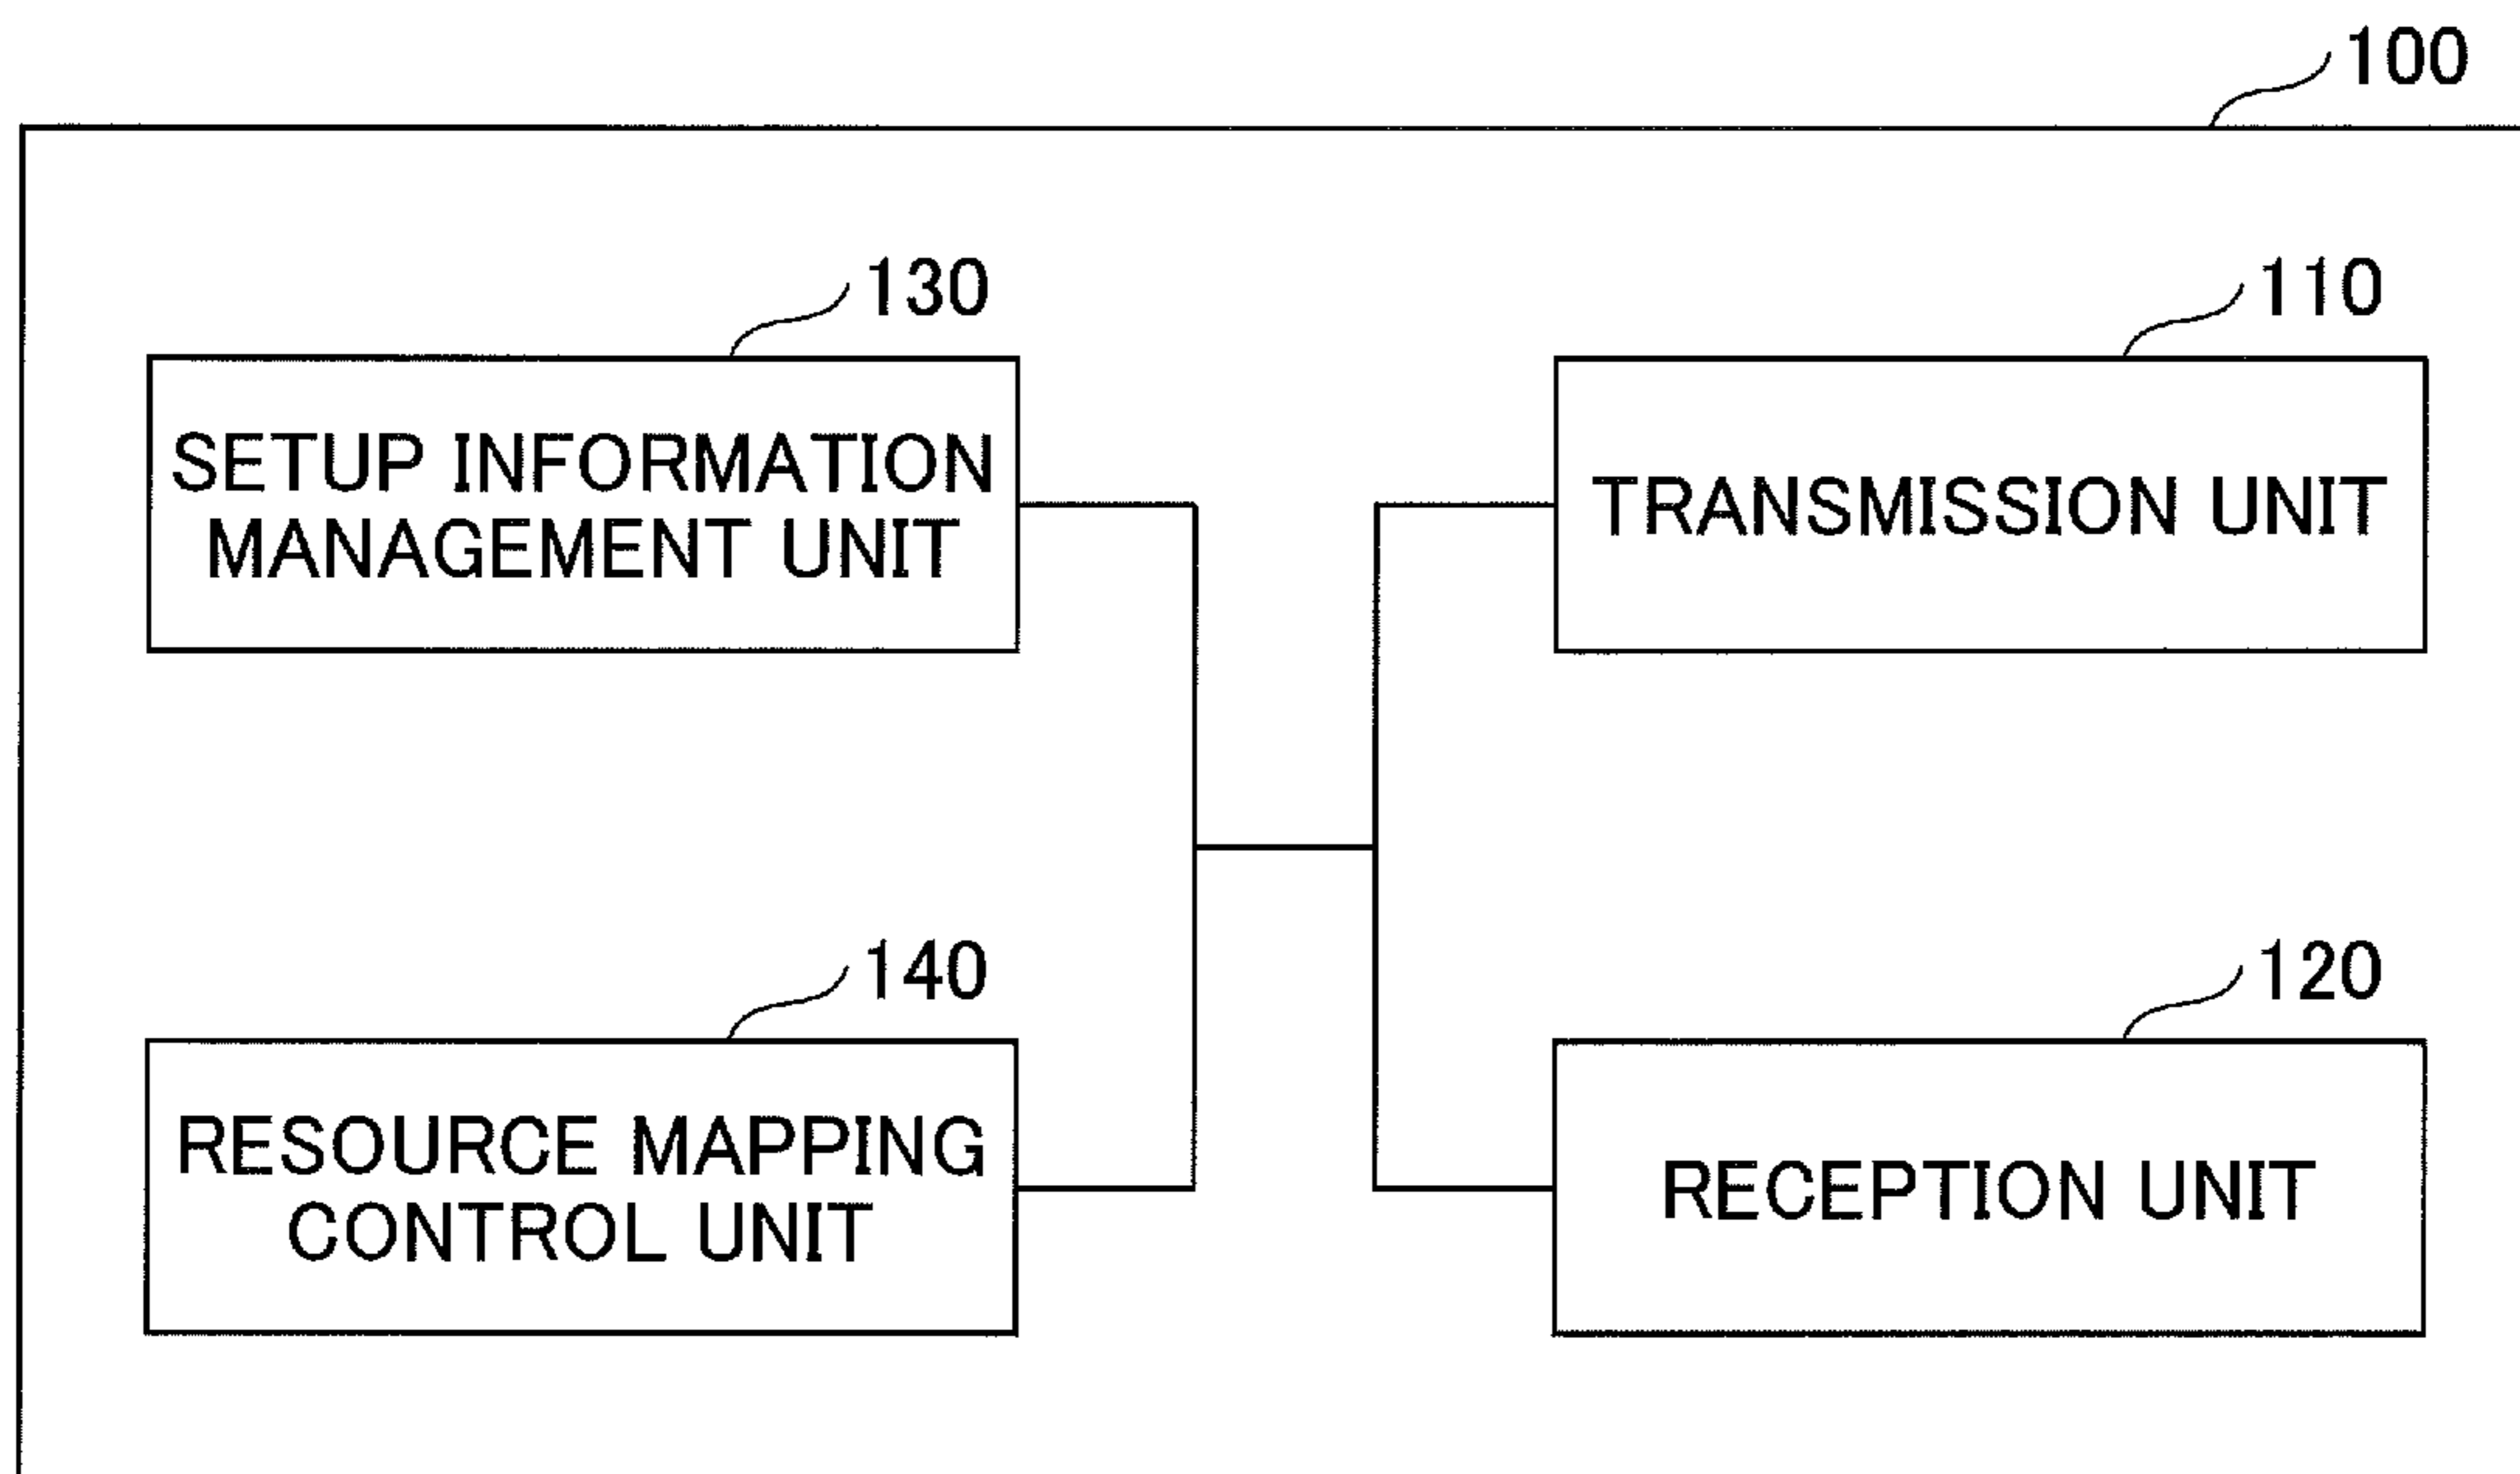 100
130
SETUP INFORMATION
MANAGEMENT UNIT
110
TRANSMISSION UNIT
140
RESOURCE MAPPING
CONTROL UNIT
120
RECEPTION UNIT